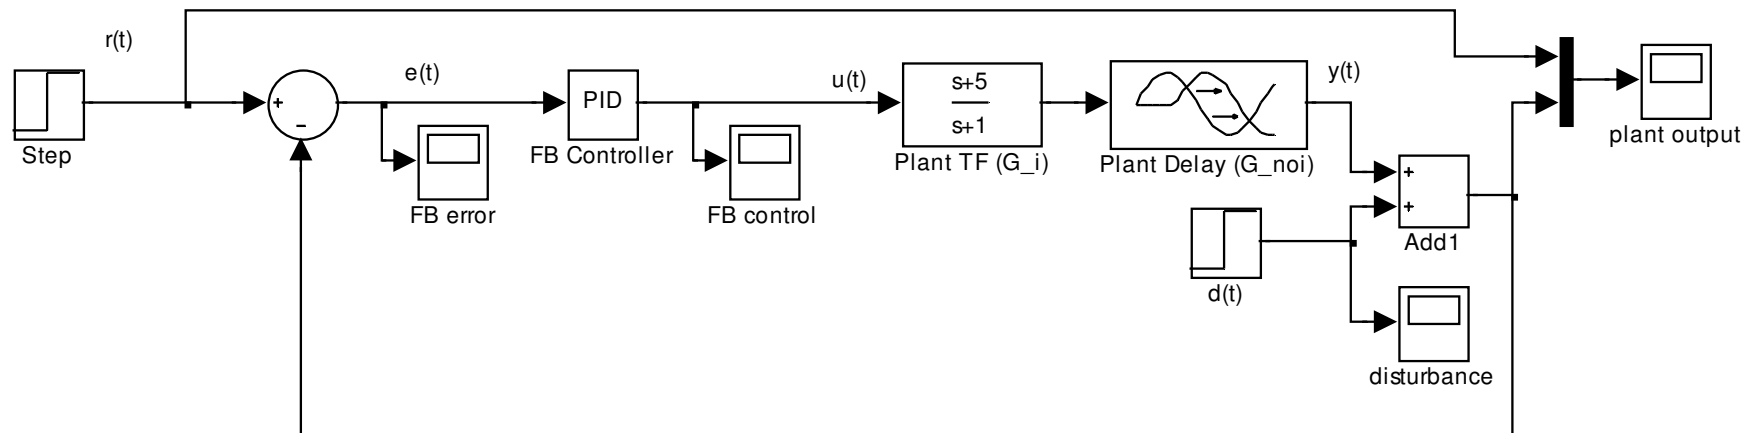 r(t)
e(t)
u(t)
y(t)
+
−
PID
s+5
s+1
Step
FB Controller
Plant TF (G_i)
Plant Delay (G_noi)
plant output
FB error
FB control
+
+
Add1
d(t)
disturbance